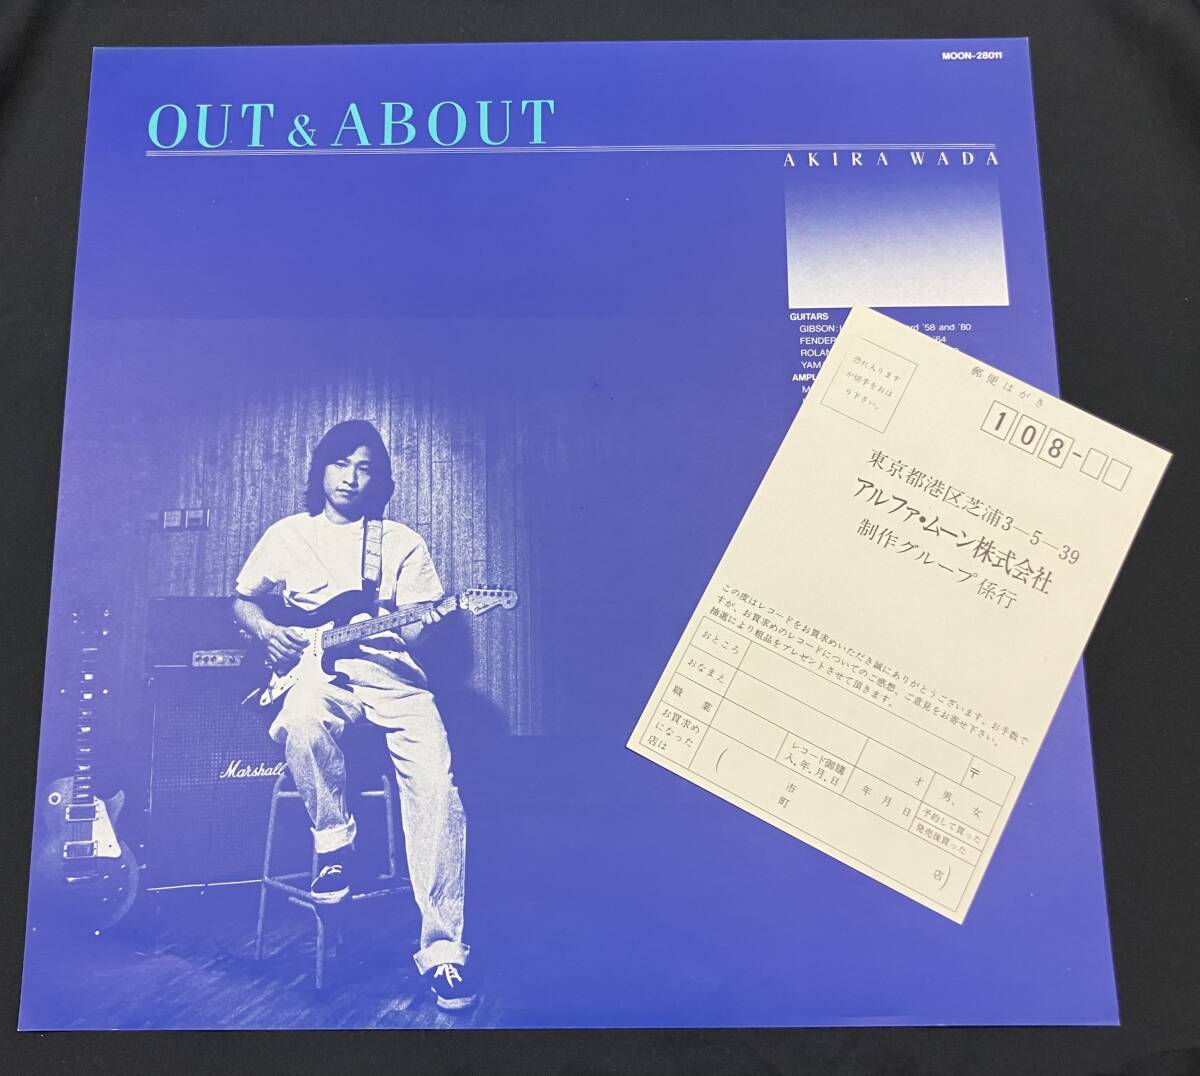 MOON-28011
OUT & ABOUT
AKIRA WADA
GUITARS
GIBSON: '58 and '80
FENDER '64
Marshall
郵便はがき
恐れ入ります
が切手をおは
り下さい。
108-
東京都港区芝浦3-5-39
アルファ・ムーン株式会社
制作グループ係行
この度はレコードをお買求めいただき誠にありがとうございます。お手数で
すが、お買求めのレコードについてのご感想、ご意見をお寄せ下さい。
抽選により粗品をプレゼントさせて頂きます。
おところ
〒
おなまえ
才
男、女
職業
レコード御購
入.年.月.日
年 月 日
予約して買った
発売後買った
お買求め
になった
店は
(
市
町
店)